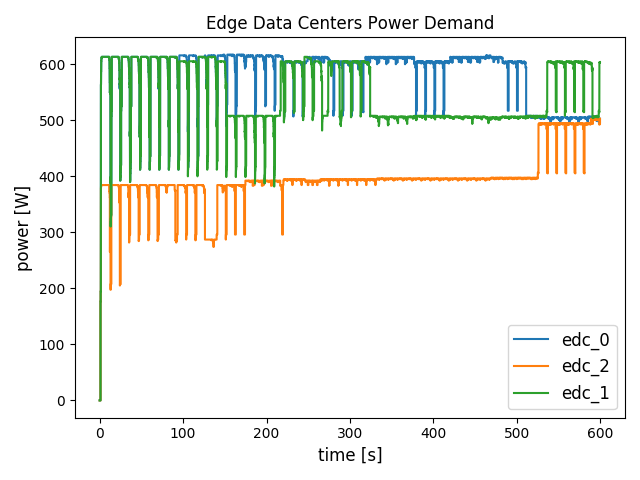 Edge Data Centers Power Demand
power [W]
600
500
400
300
200
100
0
0 100 200 300 400 500 600
time [s]
edc_0
edc_2
edc_1